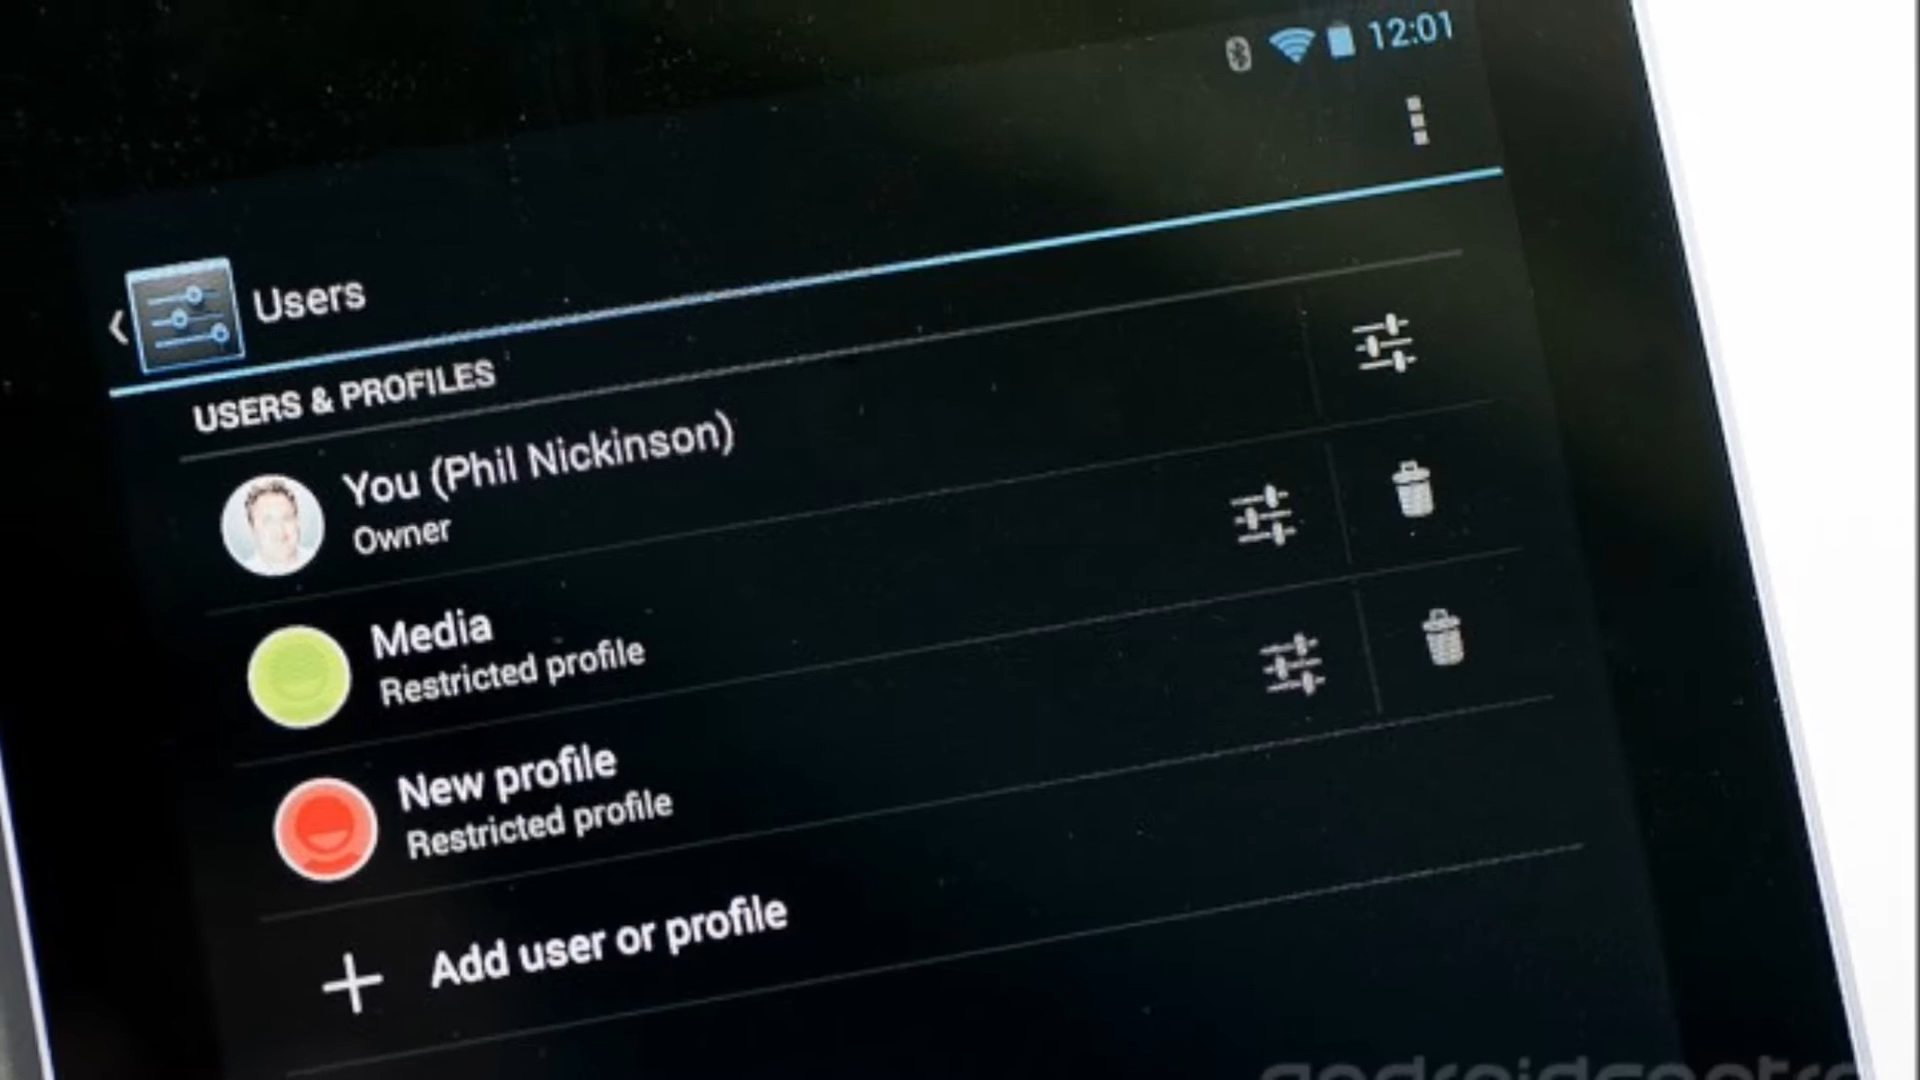 12:01
Users
USERS & PROFILES
You (Phil Nickinson)
Owner
Media
Restricted profile
New profile
Restricted profile
Add user or profile